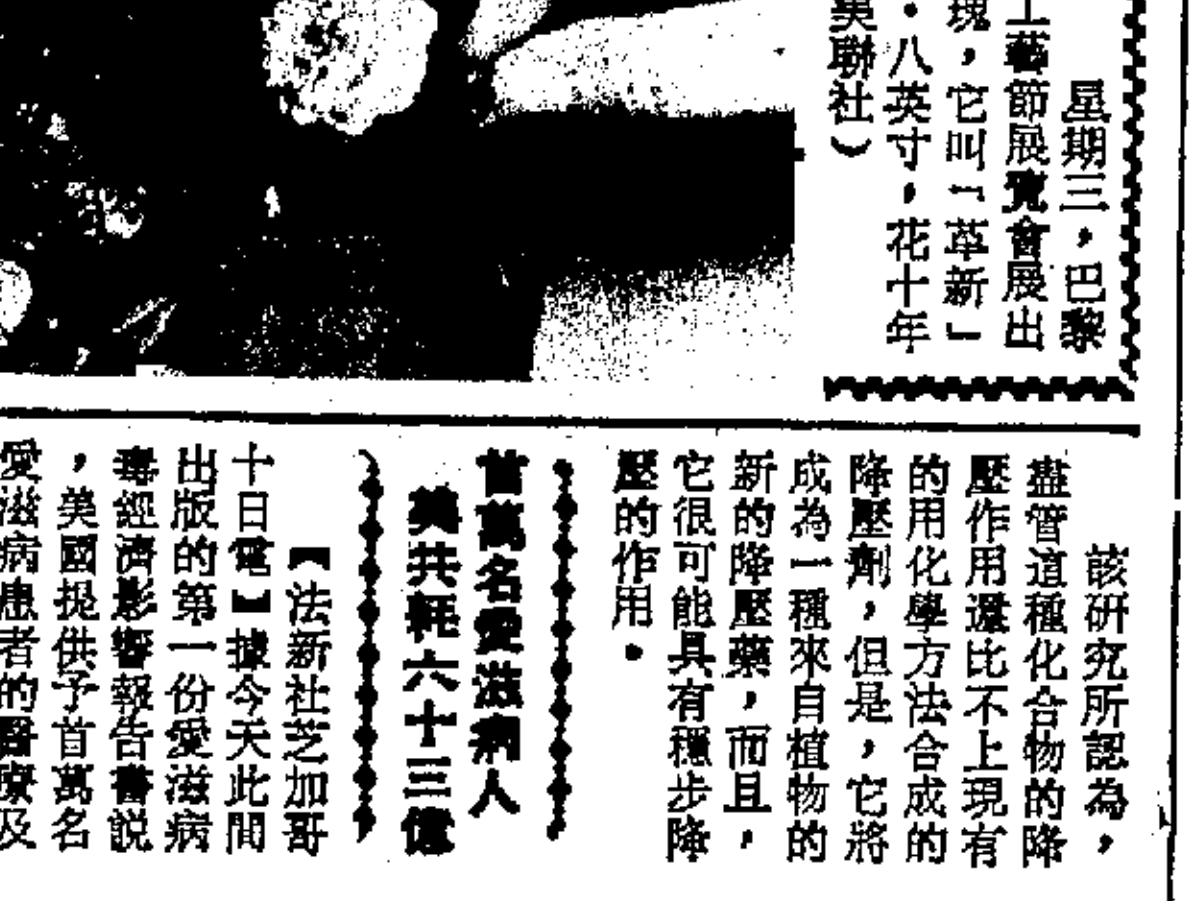 星期三，巴黎
工藝節展覽會展出
瑰，它叫「革新」
・八英寸，花十年
美聯社）
該研究所認為，
盡管這種化合物的降
壓作用還比不上現有
的用化學方法合成的
降壓劑，但是，它將
成為一種來自植物的
新的降壓藥，而且，
它很可能具有穩步降
壓的作用．
首萬名愛滋病人
美共耗六十三億
【法新社芝加哥
十日電】據今天此間
出版的第一份愛滋病
毒經濟影響報告書説
，美國提供予首萬名
愛滋病患者的醫療及